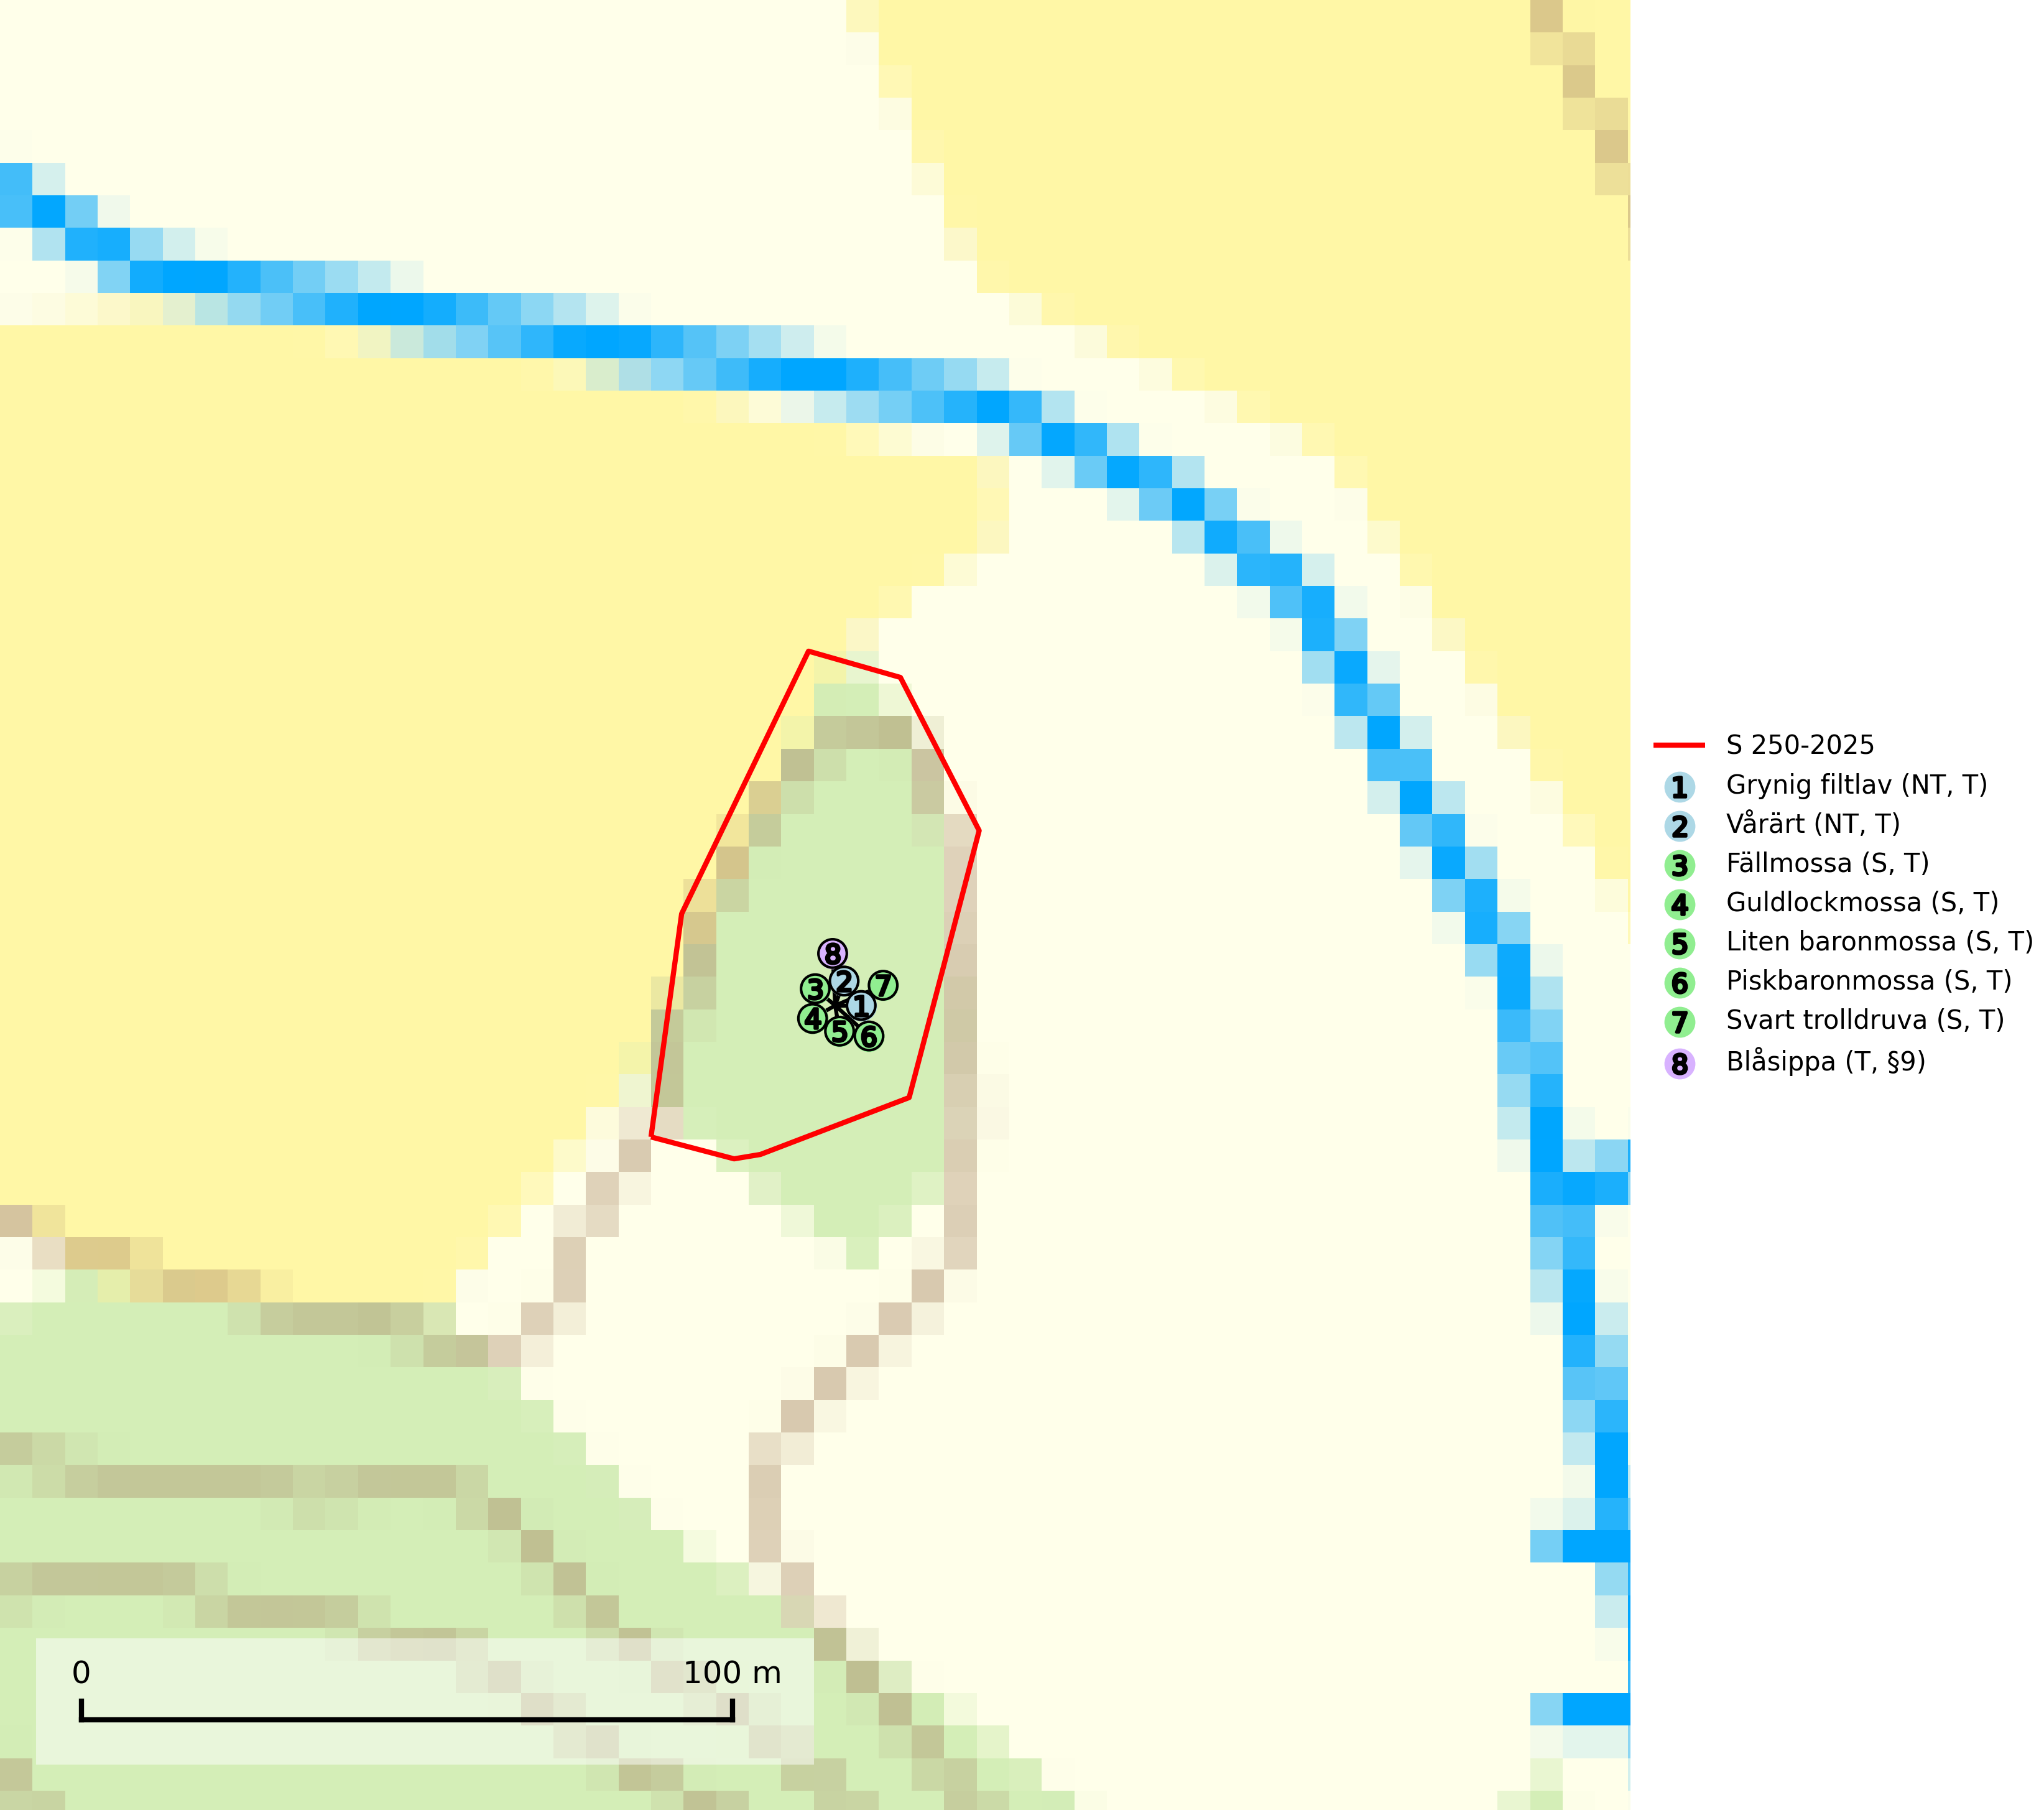 S 250-2025
1 Grynig filtlav (NT, T)
2 Vårärt (NT, T)
3 Fällmossa (S, T)
4 Guldlockmossa (S, T)
5 Liten baronmossa (S, T)
6 Piskbaronmossa (S, T)
7 Svart trolldruva (S, T)
8 Blåsippa (T, §9)
8
2
3 7
1
4
5 6
0 100 m